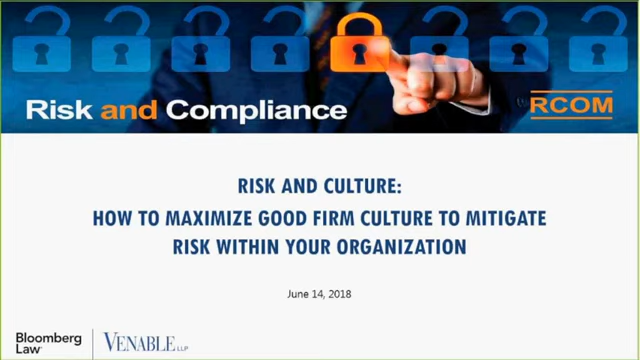 Risk and Compliance
RCOM
RISK AND CULTURE:
HOW TO MAXIMIZE GOOD FIRM CULTURE TO MITIGATE
RISK WITHIN YOUR ORGANIZATION
June 14, 2018
Bloomberg
Law
VENABLE LLP